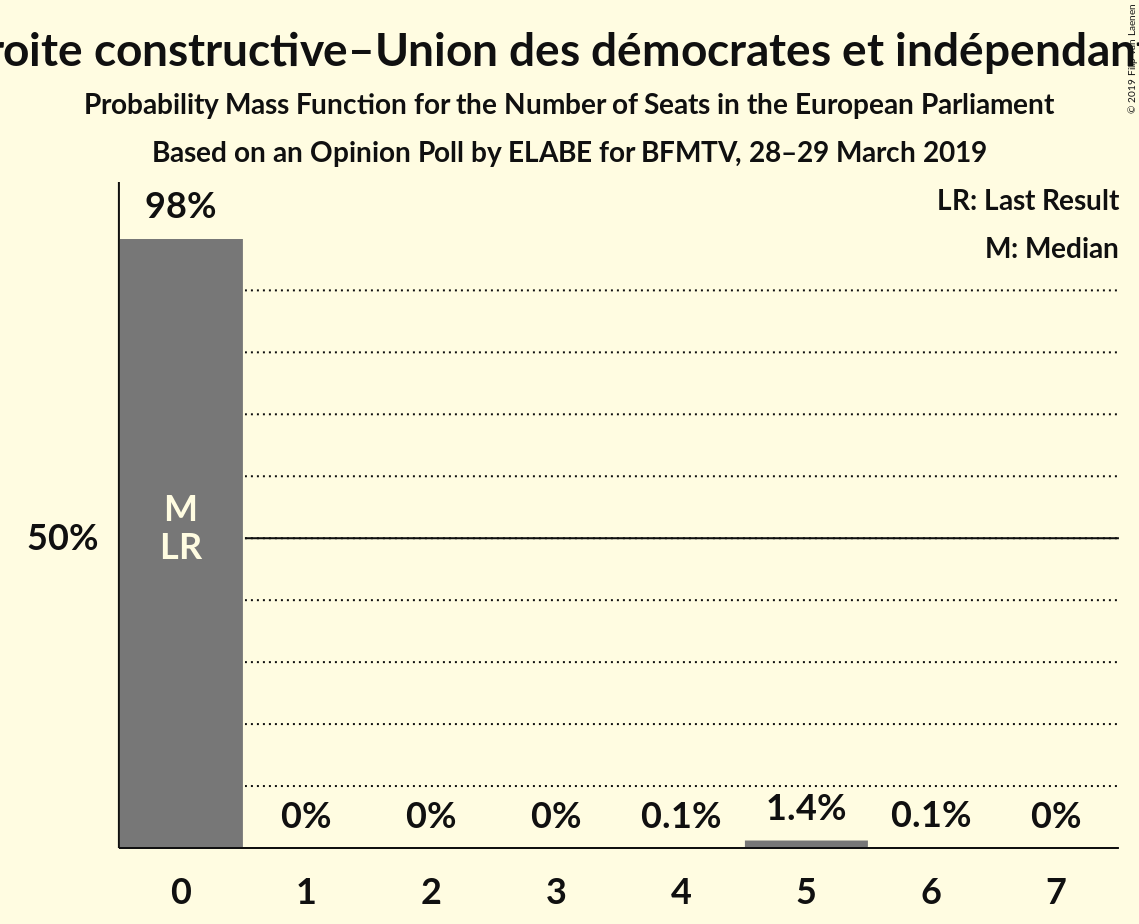 roite constructive–Union des démocrates et indépendan
Probability Mass Function for the Number of Seats in the European Parliament
Based on an Opinion Poll by ELABE for BFMTV, 28–29 March 2019
© 2019 Filip van Laenen
LR: Last Result
M: Median
98%
M
LR
50%
0% 0% 0% 0.1% 1.4% 0.1% 0%
0 1 2 3 4 5 6 7